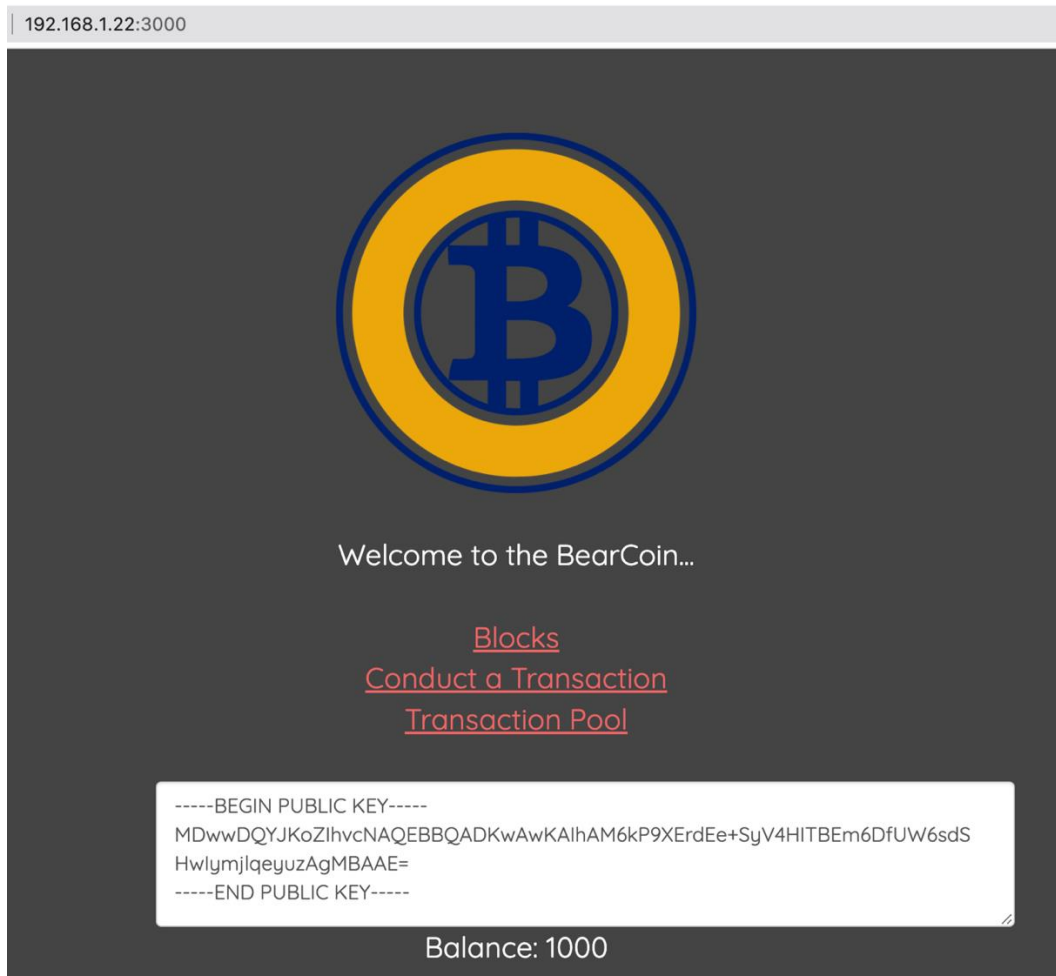 192.168.1.22:3000
Welcome to the BearCoin...
Blocks
Conduct a Transaction
Transaction Pool
-----BEGIN PUBLIC KEY-----
MDwwDQYJKoZIhvcNAQEBBQADKwAwKAIhAM6kP9XErdEe+SyV4HITBEm6DfUW6sdS
HwIymjlqeyuzAgMBAAE=
-----END PUBLIC KEY-----
Balance: 1000